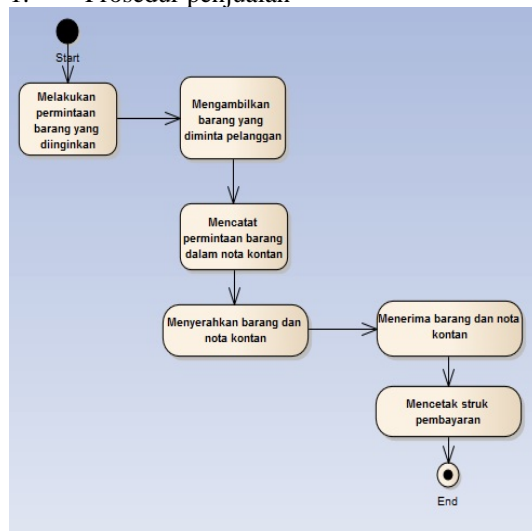 1. Prosedur penjualan
Start
Melakukan
permintaan
barang yang
diinginkan
Mengambilkan
barang yang
diminta pelanggan
Mencatat
permintaan barang
dalam nota kontan
Menyerahkan barang dan
nota kontan
Menerima barang dan nota
kontan
Mencetak struk
pembayaran
End